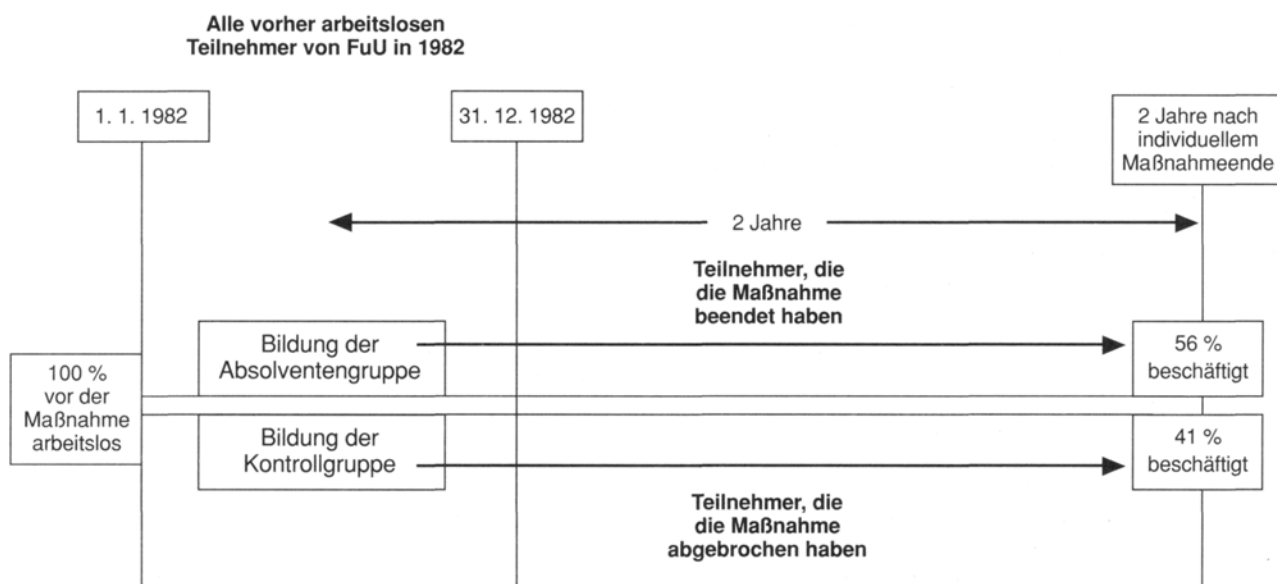 Alle vorher arbeitslosen
Teilnehmer von FuU in 1982
1. 1. 1982
31. 12. 1982
2 Jahre nach
individuellem
Maßnahmeende
2 Jahre
Teilnehmer, die
die Maßnahme
beendet haben
100 %
vor der
Maßnahme
arbeitslos
Bildung der
Absolventengruppe
56 %
beschäftigt
Bildung der
Kontrollgruppe
41 %
beschäftigt
Teilnehmer, die
die Maßnahme
abgebrochen haben